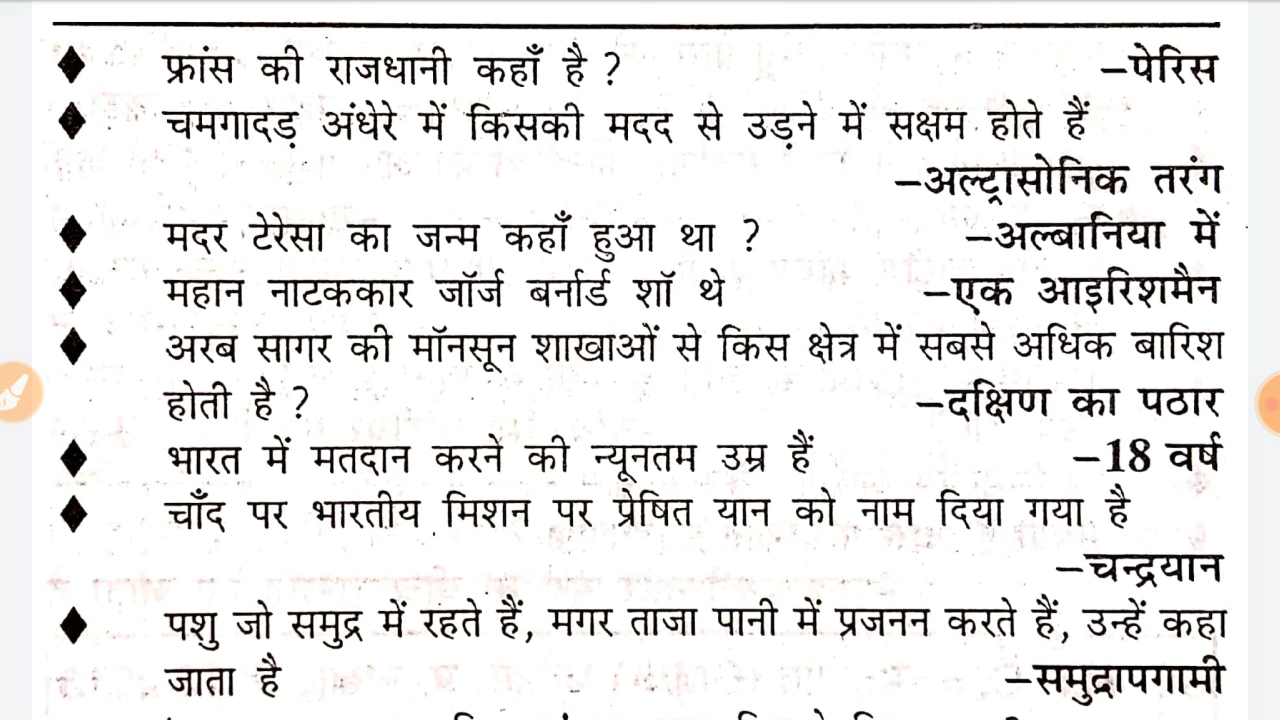 ♦ फ्रांस की राजधानी कहाँ है ? –पेरिस
♦ चमगादड़ अंधेरे में किसकी मदद से उड़ने में सक्षम होते हैं
–अल्ट्रासोनिक तरंग
♦ मदर टेरेसा का जन्म कहाँ हुआ था ? –अल्बानिया में
♦ महान नाटककार जॉर्ज बर्नार्ड शॉ थे –एक आइरिशमैन
♦ अरब सागर की मॉनसून शाखाओं से किस क्षेत्र में सबसे अधिक बारिश
होती है ? –दक्षिण का पठार
♦ भारत में मतदान करने की न्यूनतम उम्र हैं –18 वर्ष
♦ चाँद पर भारतीय मिशन पर प्रेषित यान को नाम दिया गया है
–चन्द्रयान
♦ पशु जो समुद्र में रहते हैं, मगर ताजा पानी में प्रजनन करते हैं, उन्हें कहा
जाता है –समुद्रापगामी